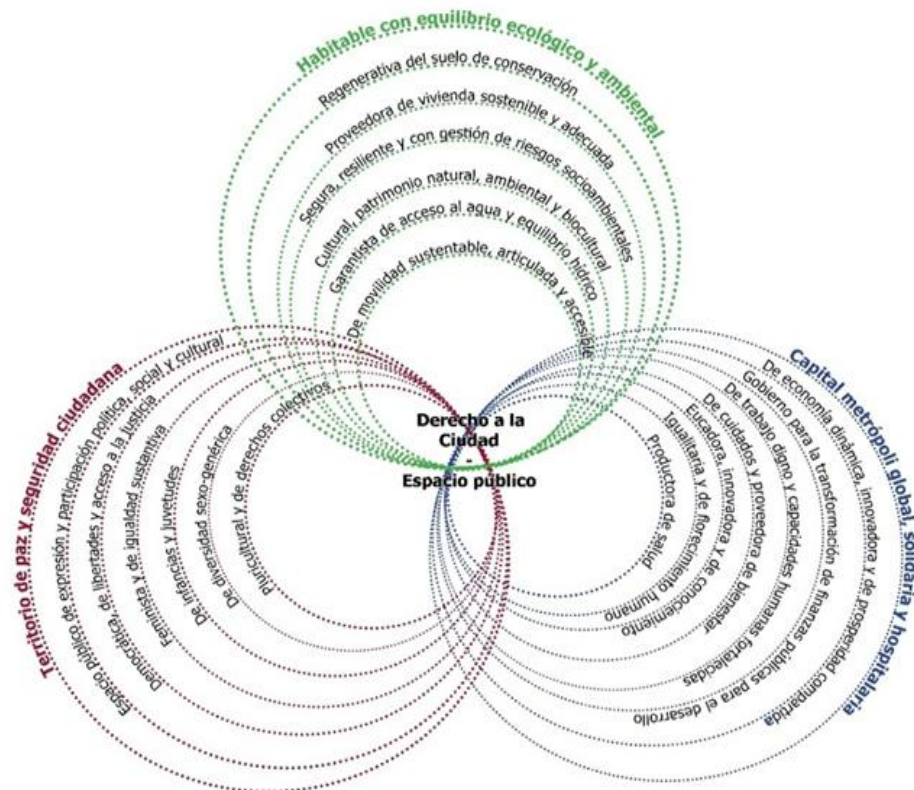 Habitable con equilibrio ecológico y ambiental
Regenerativa del suelo de conservación
Proveedora de vivienda sostenible y adecuada
Segura, resiliente y con gestión de riesgos socioambientales
Cultural, patrimonio natural, ambiental y biocultural
Garantista de acceso al agua y equilibrio hídrico
De movilidad sustentable, articulada y accesible
Territorio de paz y seguridad ciudadana
Espacio público de expresión y participación política, social y cultural
Democrática, de libertades y acceso a la justicia
Feminista y de igualdad sustantiva
De infancias y juvetudes
De diversidad sexo-genérica
Pluricultural y de derechos colectivos
Derecho a la
Ciudad
-
Espacio público
Capital metrópoli global, solidaria y hospitalaria
De economía dinámica, innovadora y de prosperidad compartida
Gobierno para la transformación de finanzas públicas para el desarrollo
De trabajo digno y capacidades humanas fortalecidas
De cuidados y proveedora de bienestar
Educadora, innovadora y de conocimiento
Igualitaria y de florecimiento humano
Productora de salud